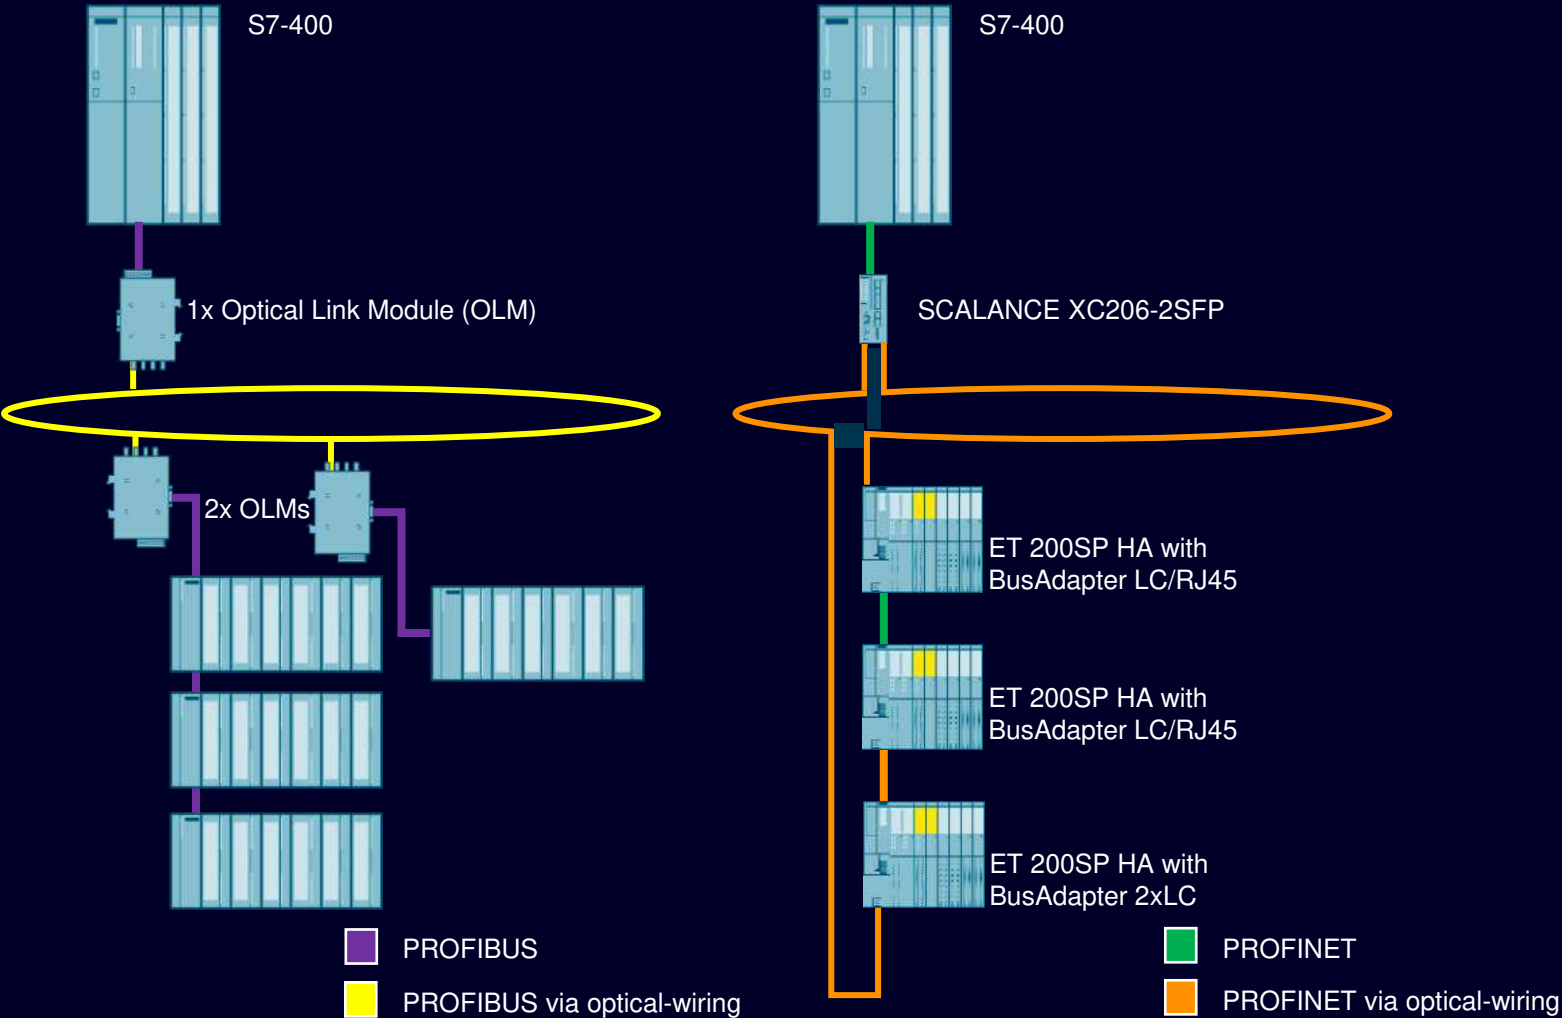 S7-400
S7-400
1x Optical Link Module (OLM)
SCALANCE XC206-2SFP
2x OLMs
ET 200SP HA with
BusAdapter LC/RJ45
ET 200SP HA with
BusAdapter LC/RJ45
ET 200SP HA with
BusAdapter 2xLC
PROFIBUS
PROFINET
PROFIBUS via optical-wiring
PROFINET via optical-wiring